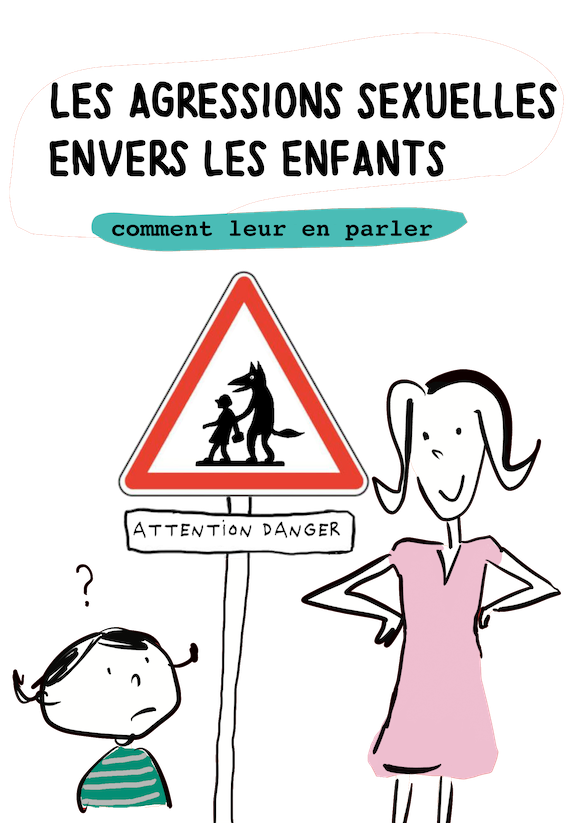 LES AGRESSIONS SEXUELLES
ENVERS LES ENFANTS
comment leur en parler
ATTENTION DANGER
?